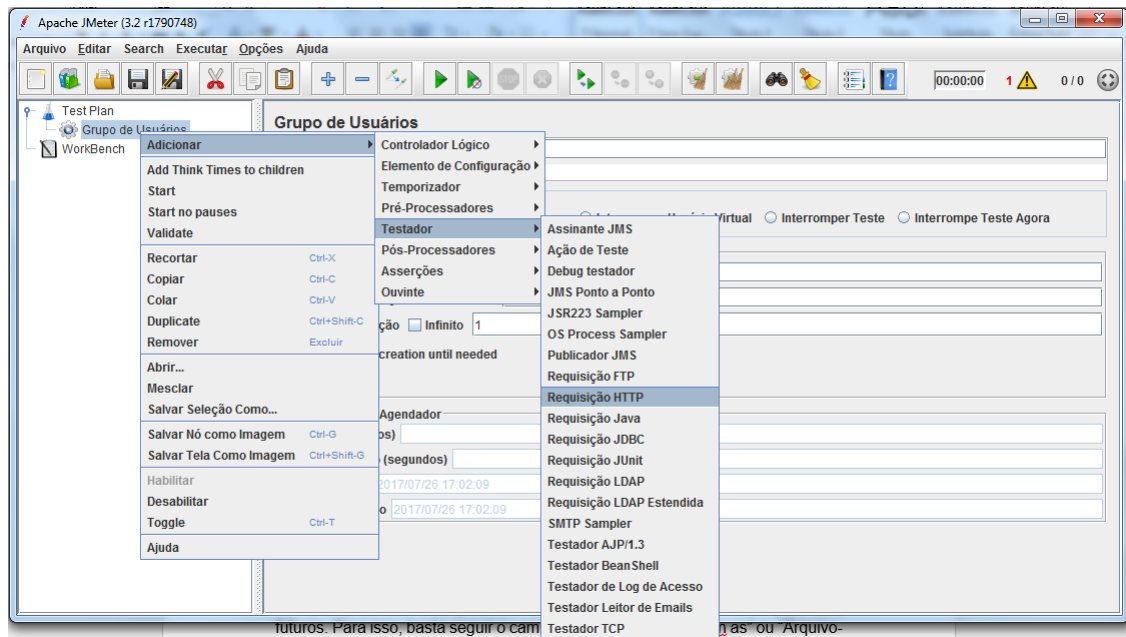 Apache JMeter (3.2 r1790748)
Arquivo Editar Search Executar Opções Ajuda
00:00:00 1 0 / 0
Test Plan
Grupo de Usuários
WorkBench
Grupo de Usuários
Adicionar
Add Think Times to children
Start
Start no pauses
Validate
Recortar Ctrl-X
Copiar Ctrl-C
Colar Ctrl-V
Duplicate Ctrl+Shift-C
Remover Excluir
Abrir...
Mesclar
Salvar Seleção Como...
Salvar Nó como Imagem Ctrl-G
Salvar Tela Como Imagem Ctrl+Shift-G
Habilitar
Desabilitar
Toggle Ctrl-T
Ajuda
Controlador Lógico
Elemento de Configuração
Temporizador
Pré-Processadores
Testador
Pós-Processadores
Asserções
Ouvinte
Assinante JMS
Ação de Teste
Debug testador
JMS Ponto a Ponto
JSR223 Sampler
OS Process Sampler
Publicador JMS
Requisição FTP
Requisição HTTP
Requisição Java
Requisição JDBC
Requisição JUnit
Requisição LDAP
Requisição LDAP Estendida
SMTP Sampler
Testador AJP/1.3
Testador BeanShell
Testador de Log de Acesso
Testador Leitor de Emails
Testador TCP
Virtual Interromper Teste Interrompe Teste Agora
ção Infinito 1
creation until needed
Agendador
os)
(segundos)
2017/07/26 17:02:09
o 2017/07/26 17:02:09
futuros. Para isso, basta seguir o cam as" ou "Arquivo-